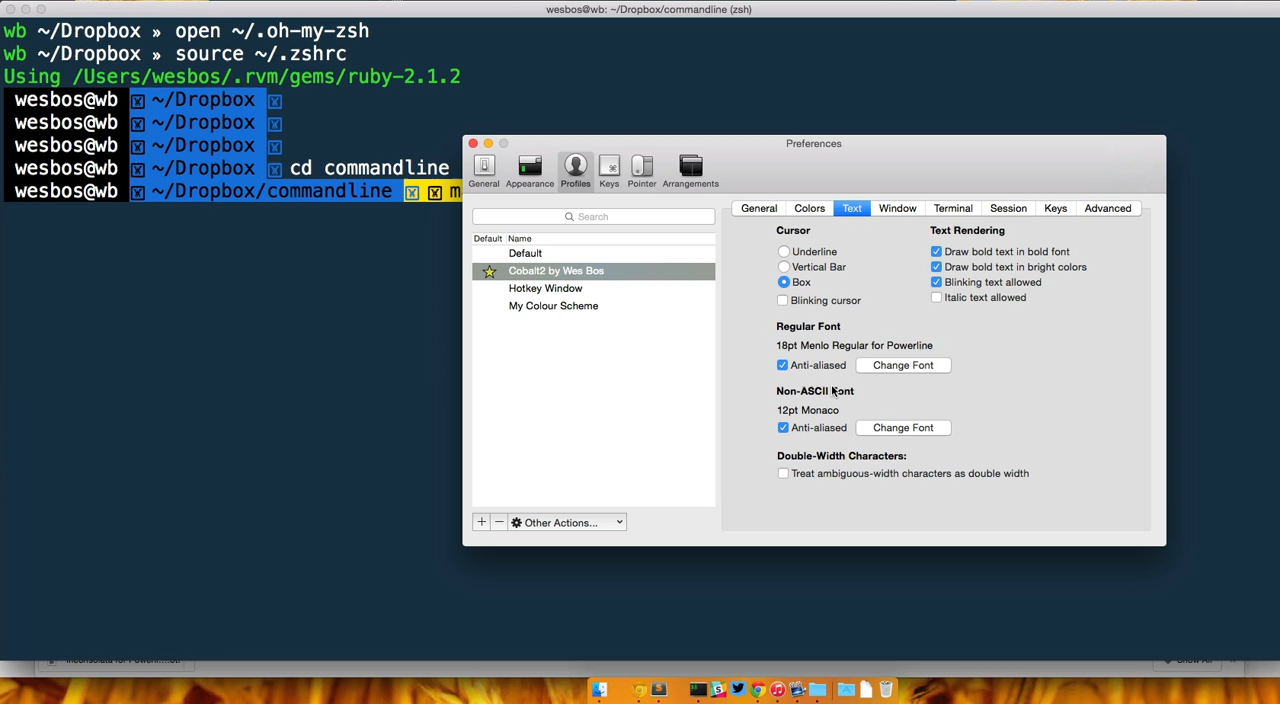 wesbos@wb: ~/Dropbox/commandline (zsh)
wb ~/Dropbox » open ~/.oh-my-zsh
wb ~/Dropbox » source ~/.zshrc
Using /Users/wesbos/.rvm/gems/ruby-2.1.2
wesbos@wb ~/Dropbox
wesbos@wb ~/Dropbox
wesbos@wb ~/Dropbox
wesbos@wb ~/Dropbox cd commandline
wesbos@wb ~/Dropbox/commandline m
Preferences
General Appearance Profiles Keys Pointer Arrangements
Search
Default Name
Default
Cobalt2 by Wes Bos
Hotkey Window
My Colour Scheme
Other Actions...
General Colors Text Window Terminal Session Keys Advanced
Cursor
Underline
Vertical Bar
Box
Blinking cursor
Text Rendering
Draw bold text in bold font
Draw bold text in bright colors
Blinking text allowed
Italic text allowed
Regular Font
18pt Menlo Regular for Powerline
Anti-aliased Change Font
Non-ASCII Font
12pt Monaco
Anti-aliased Change Font
Double-Width Characters:
Treat ambiguous-width characters as double width